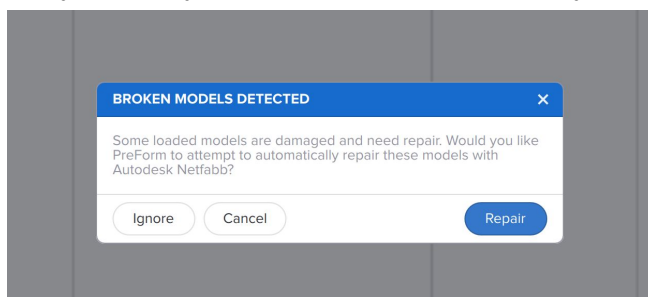 BROKEN MODELS DETECTED
Some loaded models are damaged and need repair. Would you like
PreForm to attempt to automatically repair these models with
Autodesk Netfabb?
Ignore Cancel Repair